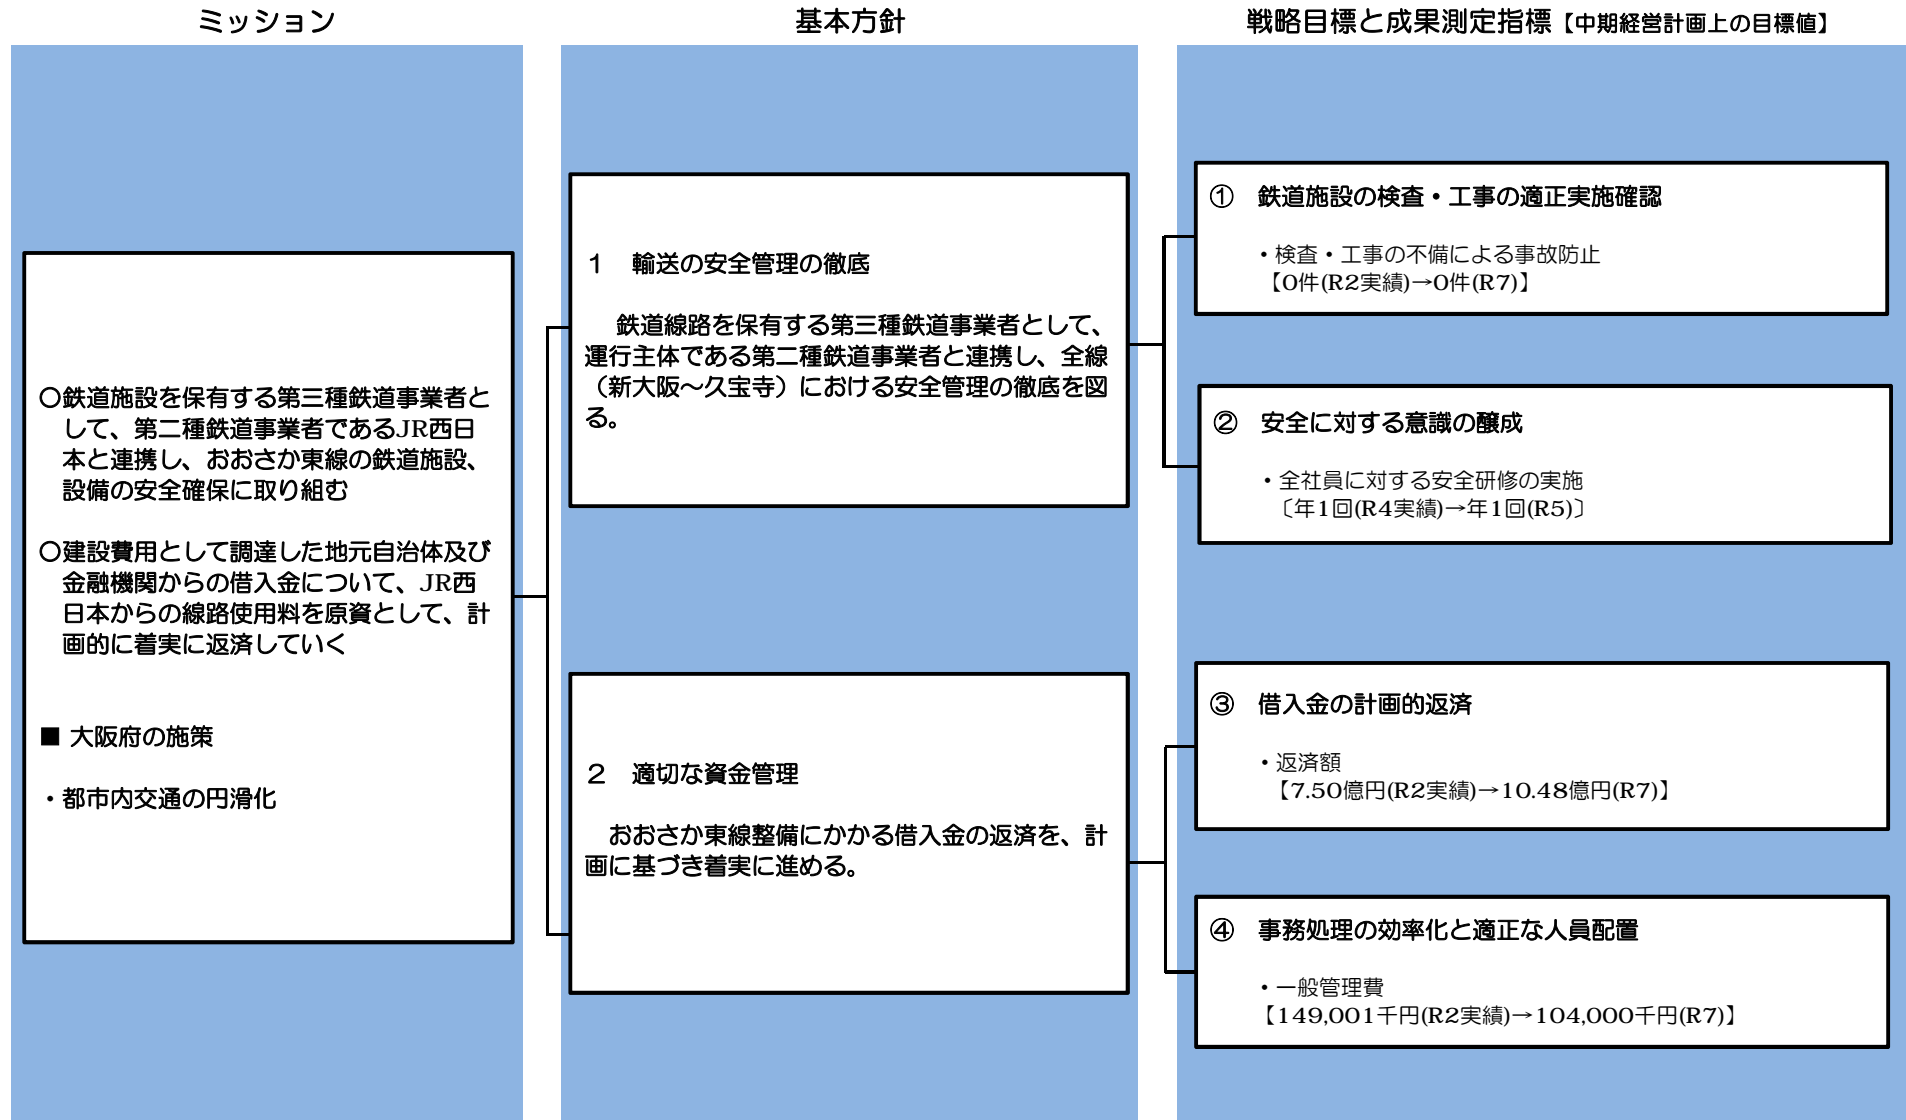 ミッション
〇鉄道施設を保有する第三種鉄道事業者と
して、第二種鉄道事業者であるJR西日
本と連携し、おおさか東線の鉄道施設、
設備の安全確保に取り組む
〇建設費用として調達した地元自治体及び
金融機関からの借入金について、JR西
日本からの線路使用料を原資として、計
画的に着実に返済していく
■ 大阪府の施策
・都市内交通の円滑化
基本方針
１　輸送の安全管理の徹底
鉄道線路を保有する第三種鉄道事業者として、
運行主体である第二種鉄道事業者と連携し、全線
（新大阪～久宝寺）における安全管理の徹底を図
る。
２　適切な資金管理
おおさか東線整備にかかる借入金の返済を、計
画に基づき着実に進める。
戦略目標と成果測定指標【中期経営計画上の目標値】
①　鉄道施設の検査・工事の適正実施確認
・検査・工事の不備による事故防止
【0件(R2実績)→0件(R7)】
②　安全に対する意識の醸成
・全社員に対する安全研修の実施
〔年1回(R4実績)→年1回(R5)〕
③　借入金の計画的返済
・返済額
【7.50億円(R2実績)→10.48億円(R7)】
④　事務処理の効率化と適正な人員配置
・一般管理費
【149,001千円(R2実績)→104,000千円(R7)】